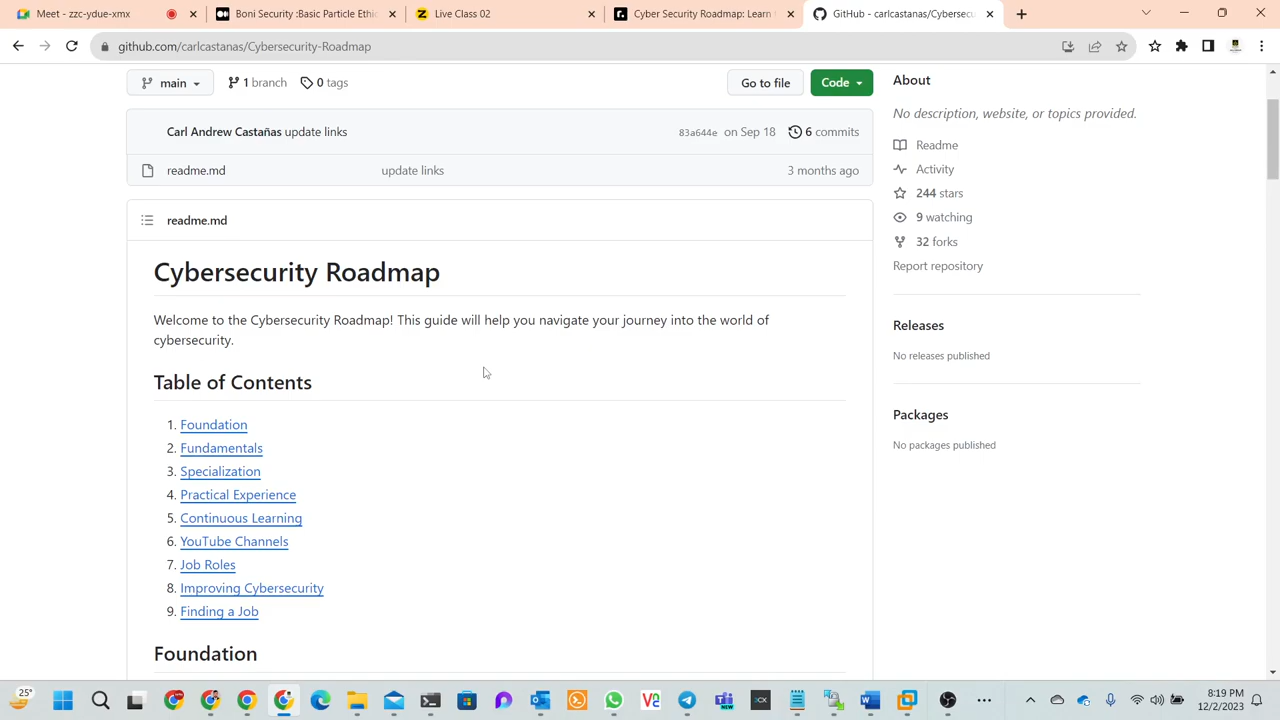 Meet - zzc-ydue-xmx
Boni Security :Basic Particle Ethic
Live Class 02
Cyber Security Roadmap: Learn t
GitHub - carlcastanas/Cybersecu
github.com/carlcastanas/Cybersecurity-Roadmap
main
1 branch
0 tags
Go to file
Code
Carl Andrew Castañas update links
83a644e on Sep 18
6 commits
readme.md
update links
3 months ago
readme.md
Cybersecurity Roadmap
Welcome to the Cybersecurity Roadmap! This guide will help you navigate your journey into the world of
cybersecurity.
Table of Contents
1. Foundation
2. Fundamentals
3. Specialization
4. Practical Experience
5. Continuous Learning
6. YouTube Channels
7. Job Roles
8. Improving Cybersecurity
9. Finding a Job
Foundation
About
No description, website, or topics provided.
Readme
Activity
244 stars
9 watching
32 forks
Report repository
Releases
No releases published
Packages
No packages published
25°
8:19 PM
12/2/2023